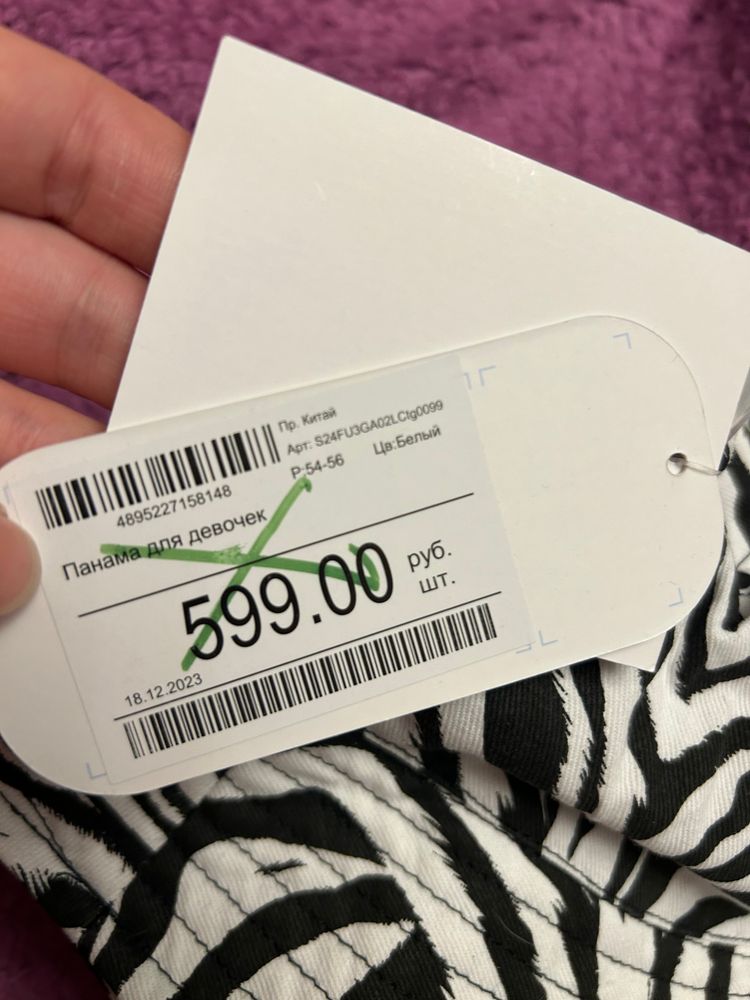 Пр. Китай
Арт: S24FU3GA02LCtg0099
Р:54-56 Цв:Белый
4895227158148
Панама для девочек
599.00 руб.
шт.
18.12.2023